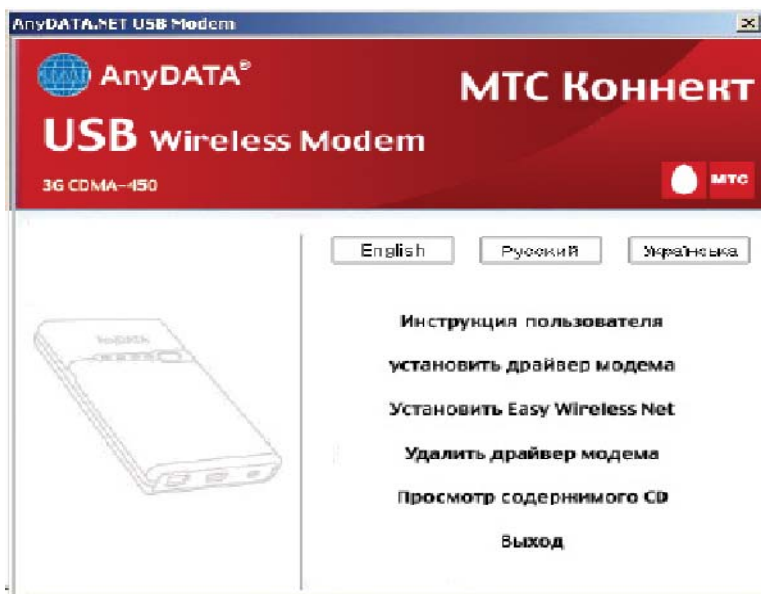 AnyDATA.NET USB Modem
AnyDATA®
МТС Коннект
USB Wireless Modem
3G CDMA-450
МТС
English Русский Українська
Инструкция пользователя
установить драйвер модема
Установить Easy Wireless Net
Удалить драйвер модема
Просмотр содержимого CD
Выход
AnyDATA